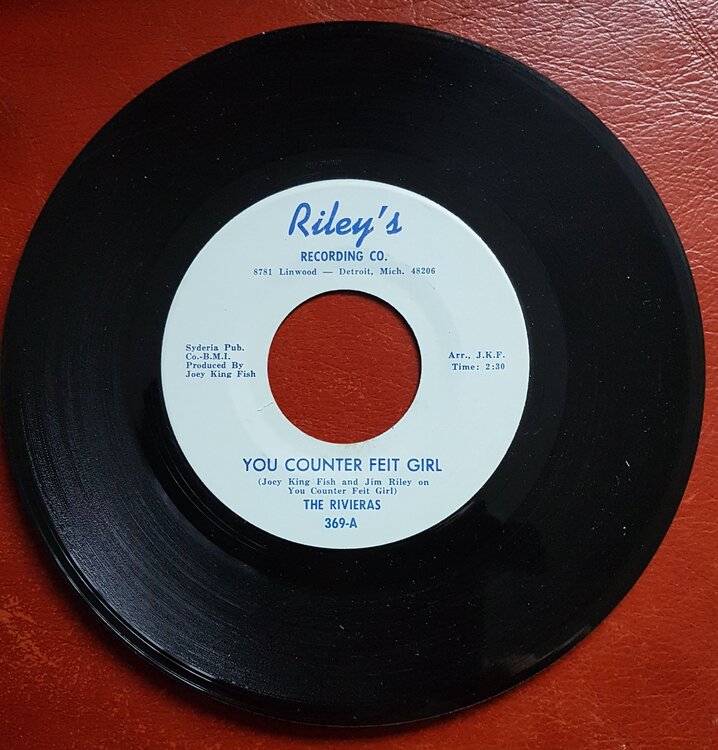 Riley's
RECORDING CO.
8781 Linwood — Detroit, Mich. 48206
Syderia Pub.
Co.-B.M.I.
Produced By
Joey King Fish
Arr., J.K.F.
Time: 2:30
YOU COUNTER FEIT GIRL
(Joey King Fish and Jim Riley on
You Counter Feit Girl)
THE RIVIERAS
369-A